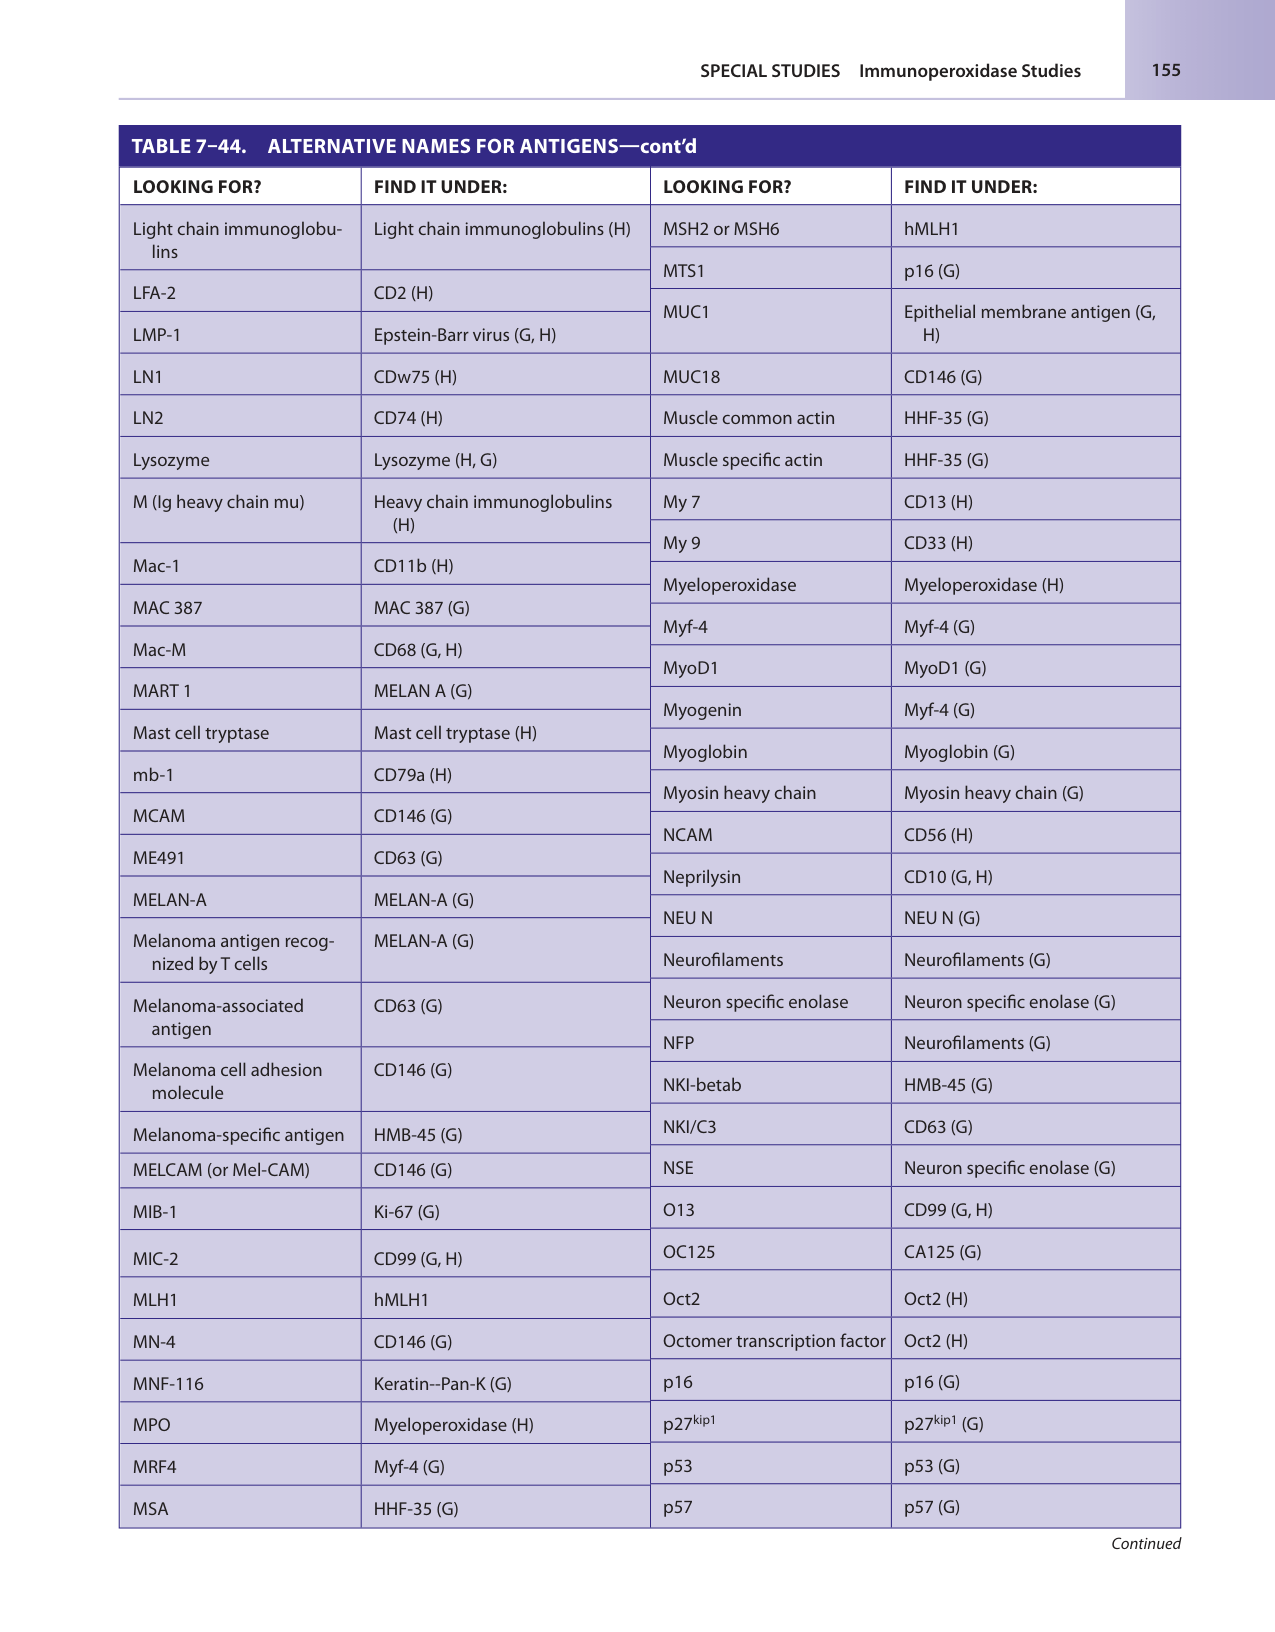 SPECIAL STUDIES Immunoperoxidase Studies 155
TABLE 7–44. ALTERNATIVE NAMES FOR ANTIGENS—cont’d
LOOKING FOR? FIND IT UNDER:
Light chain immunoglobu- Light chain immunoglobulins (H)
lins
LFA-2 CD2 (H)
LMP-1 Epstein-Barr virus (G, H)
LN1 CDw75 (H)
LN2 CD74 (H)
Lysozyme Lysozyme (H, G)
M (Ig heavy chain mu) Heavy chain immunoglobulins
(H)
Mac-1 CD11b (H)
MAC 387 MAC 387 (G)
Mac-M CD68 (G, H)
MART 1 MELAN A (G)
Mast cell tryptase Mast cell tryptase (H)
mb-1 CD79a (H)
MCAM CD146 (G)
ME491 CD63 (G)
MELAN-A MELAN-A (G)
Melanoma antigen recog- MELAN-A (G)
nized by T cells
Melanoma-associated CD63 (G)
antigen
Melanoma cell adhesion CD146 (G)
molecule
Melanoma-specific antigen HMB-45 (G)
MELCAM (or Mel-CAM) CD146 (G)
MIB-1 Ki-67 (G)
MIC-2 CD99 (G, H)
MLH1 hMLH1
MN-4 CD146 (G)
MNF-116 Keratin--Pan-K (G)
MPO Myeloperoxidase (H)
MRF4 Myf-4 (G)
MSA HHF-35 (G)
LOOKING FOR? FIND IT UNDER:
MSH2 or MSH6 hMLH1
MTS1 p16 (G)
MUC1 Epithelial membrane antigen (G,
H)
MUC18 CD146 (G)
Muscle common actin HHF-35 (G)
Muscle specific actin HHF-35 (G)
My 7 CD13 (H)
My 9 CD33 (H)
Myeloperoxidase Myeloperoxidase (H)
Myf-4 Myf-4 (G)
MyoD1 MyoD1 (G)
Myogenin Myf-4 (G)
Myoglobin Myoglobin (G)
Myosin heavy chain Myosin heavy chain (G)
NCAM CD56 (H)
Neprilysin CD10 (G, H)
NEU N NEU N (G)
Neurofilaments Neurofilaments (G)
Neuron specific enolase Neuron specific enolase (G)
NFP Neurofilaments (G)
NKI-betab HMB-45 (G)
NKI/C3 CD63 (G)
NSE Neuron specific enolase (G)
O13 CD99 (G, H)
OC125 CA125 (G)
Oct2 Oct2 (H)
Octomer transcription factor Oct2 (H)
p16 p16 (G)
p27kip1 p27kip1 (G)
p53 p53 (G)
p57 p57 (G)
Continued